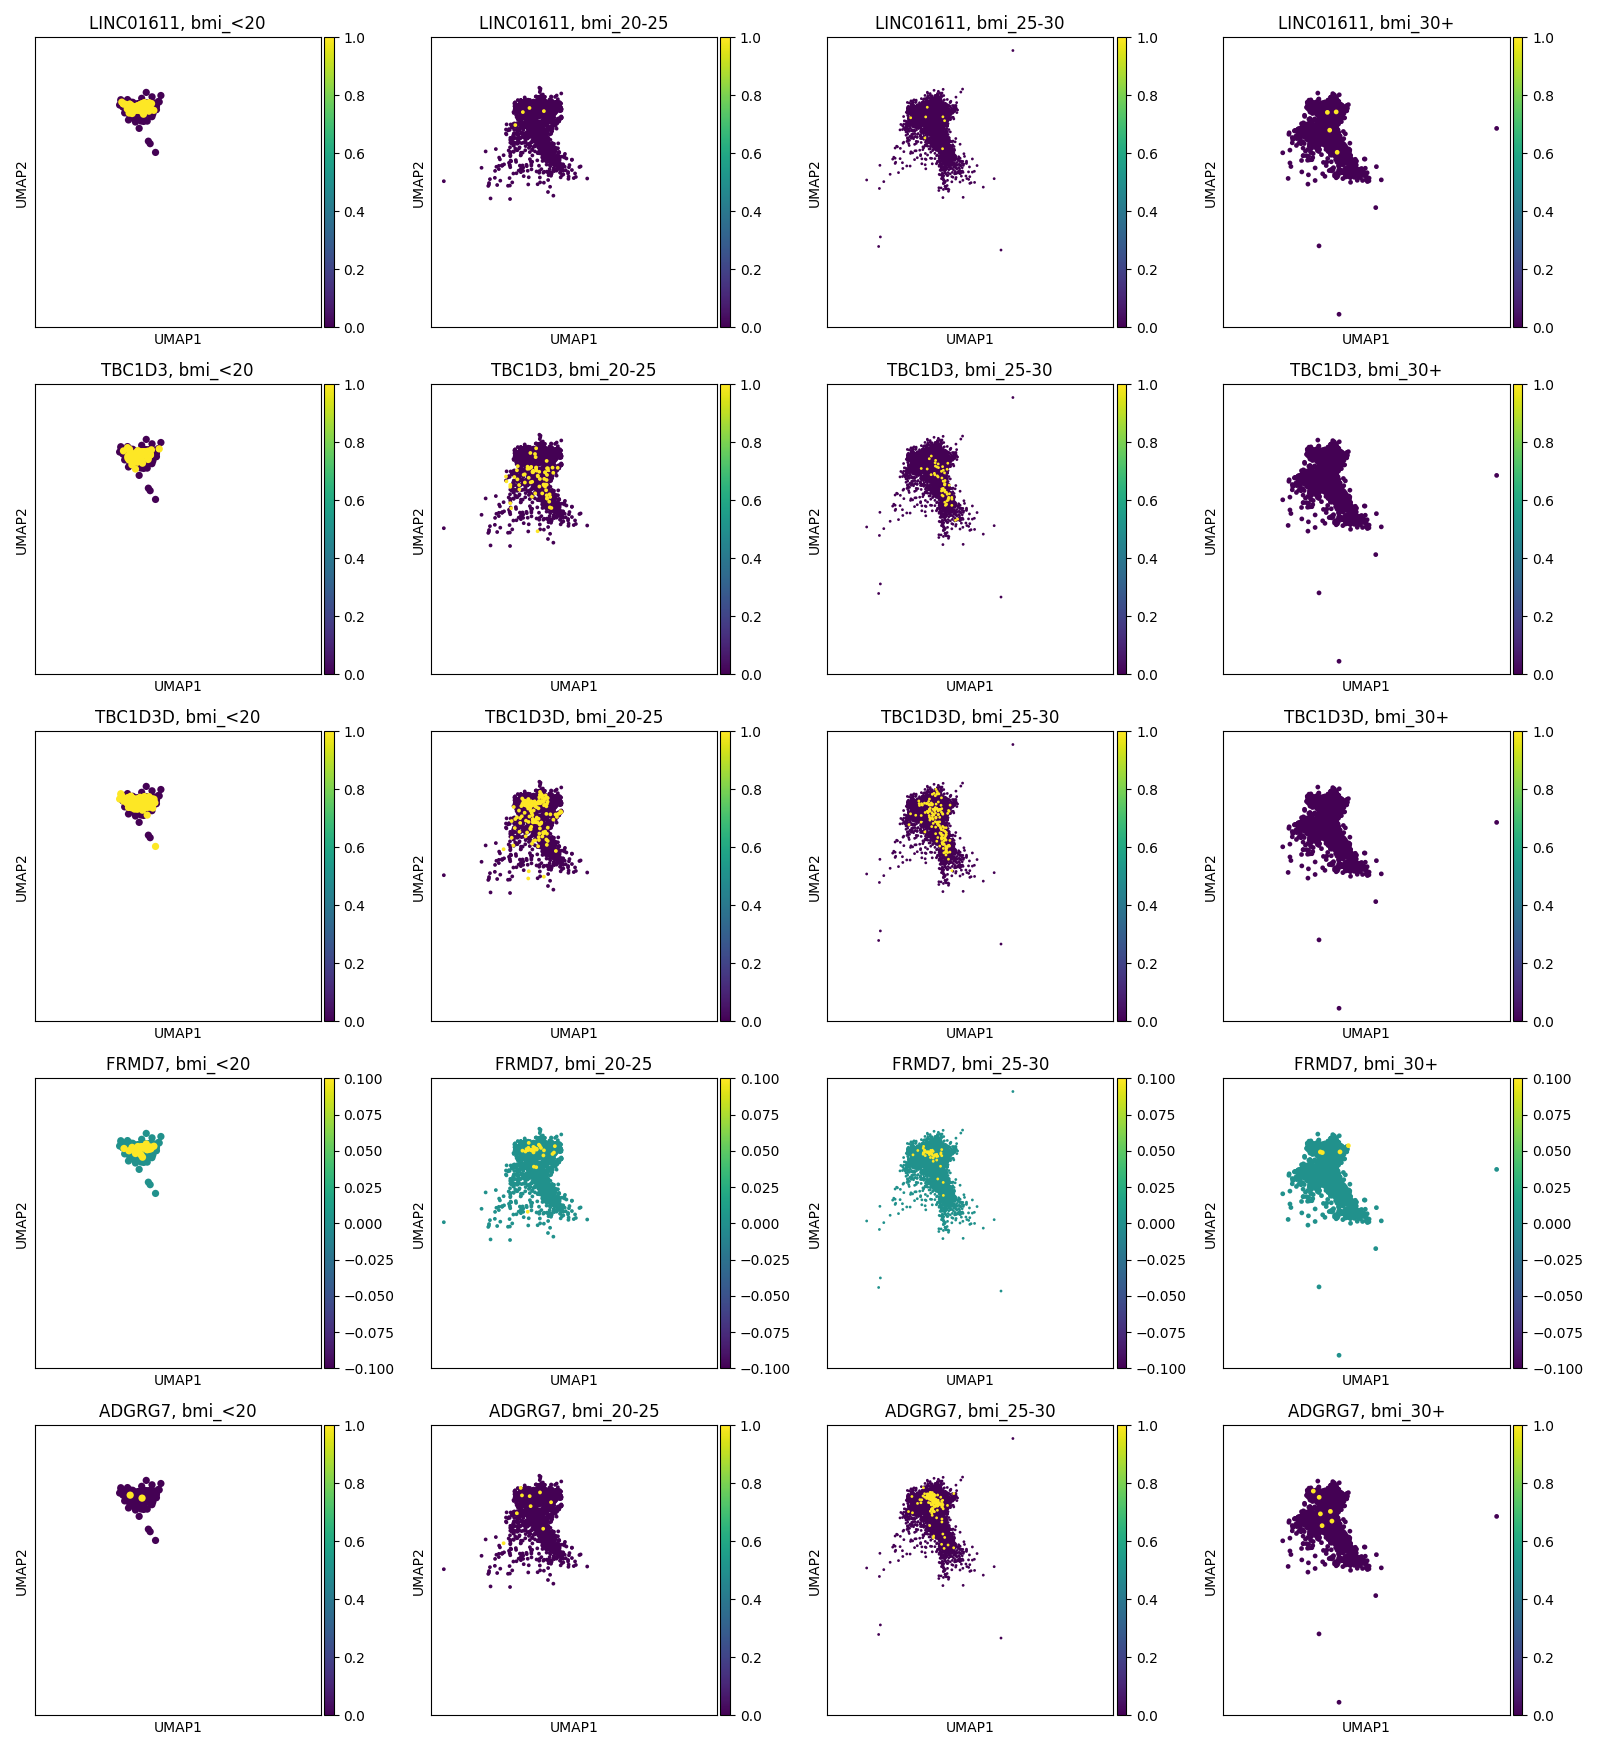 LINC01611, bmi_<20 LINC01611, bmi_20-25 LINC01611, bmi_25-30 LINC01611, bmi_30+
1.0 1.0 1.0 1.0
0.8 0.8 0.8 0.8
UMAP2 0.6 UMAP2 0.6 UMAP2 0.6 UMAP2 0.6
0.4 0.4 0.4 0.4
0.2 0.2 0.2 0.2
0.0 0.0 0.0 0.0
UMAP1 UMAP1 UMAP1 UMAP1
TBC1D3, bmi_<20 TBC1D3, bmi_20-25 TBC1D3, bmi_25-30 TBC1D3, bmi_30+
1.0 1.0 1.0 1.0
0.8 0.8 0.8 0.8
UMAP2 0.6 UMAP2 0.6 UMAP2 0.6 UMAP2 0.6
0.4 0.4 0.4 0.4
0.2 0.2 0.2 0.2
0.0 0.0 0.0 0.0
UMAP1 UMAP1 UMAP1 UMAP1
TBC1D3D, bmi_<20 TBC1D3D, bmi_20-25 TBC1D3D, bmi_25-30 TBC1D3D, bmi_30+
1.0 1.0 1.0 1.0
0.8 0.8 0.8 0.8
UMAP2 0.6 UMAP2 0.6 UMAP2 0.6 UMAP2 0.6
0.4 0.4 0.4 0.4
0.2 0.2 0.2 0.2
0.0 0.0 0.0 0.0
UMAP1 UMAP1 UMAP1 UMAP1
FRMD7, bmi_<20 FRMD7, bmi_20-25 FRMD7, bmi_25-30 FRMD7, bmi_30+
0.100 0.100 0.100 0.100
0.075 0.075 0.075 0.075
0.050 0.050 0.050 0.050
0.025 0.025 0.025 0.025
UMAP2 0.000 UMAP2 0.000 UMAP2 0.000 UMAP2 0.000
−0.025 −0.025 −0.025 −0.025
−0.050 −0.050 −0.050 −0.050
−0.075 −0.075 −0.075 −0.075
−0.100 −0.100 −0.100 −0.100
UMAP1 UMAP1 UMAP1 UMAP1
ADGRG7, bmi_<20 ADGRG7, bmi_20-25 ADGRG7, bmi_25-30 ADGRG7, bmi_30+
1.0 1.0 1.0 1.0
0.8 0.8 0.8 0.8
UMAP2 0.6 UMAP2 0.6 UMAP2 0.6 UMAP2 0.6
0.4 0.4 0.4 0.4
0.2 0.2 0.2 0.2
0.0 0.0 0.0 0.0
UMAP1 UMAP1 UMAP1 UMAP1